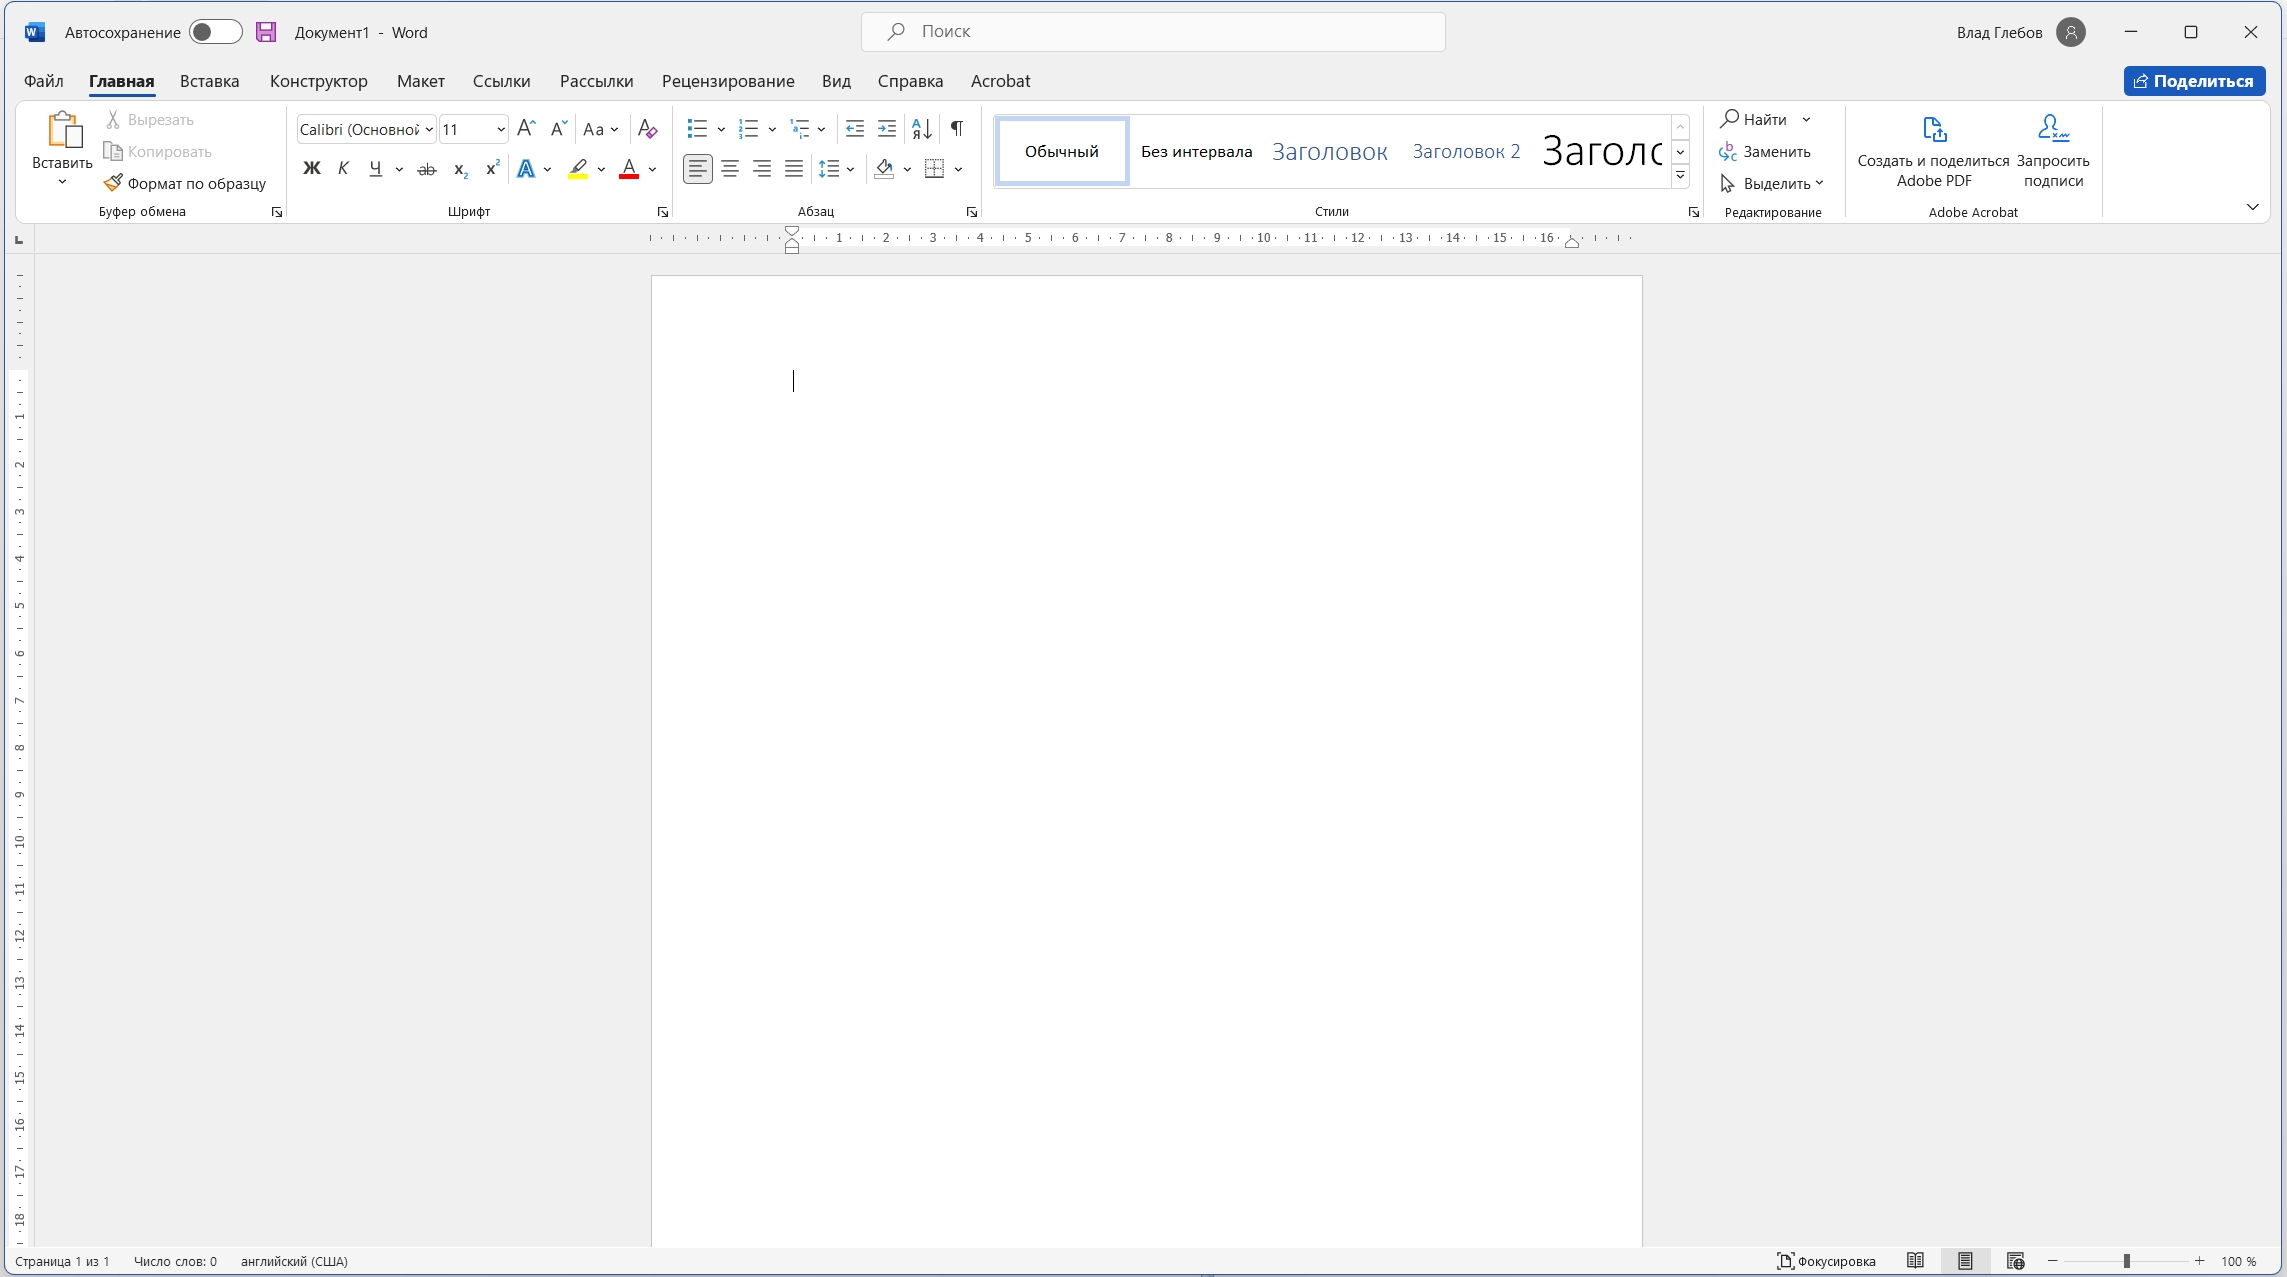 Автосохранение Документ1 - Word Поиск Влад Глебов
Файл Главная Вставка Конструктор Макет Ссылки Рассылки Рецензирование Вид Справка Acrobat Поделиться
Вставить
Вырезать
Копировать
Формат по образцу
Буфер обмена
Calibri (Основной 11 Aa
Ж К Ч ab x₂ x² A A
Шрифт
Абзац
Обычный Без интервала Заголовок Заголовок 2 Заголо
Стили
Найти
Заменить
Выделить
Редактирование
Создать и поделиться Adobe PDF
Запросить подписи
Adobe Acrobat
1 2 3 4 5 6 7 8 9 10 11 12 13 14 15 16
1
2
3
4
5
6
7
8
9
10
11
12
13
14
15
16
17
18
Страница 1 из 1 Число слов: 0 английский (США) Фокусировка 100 %